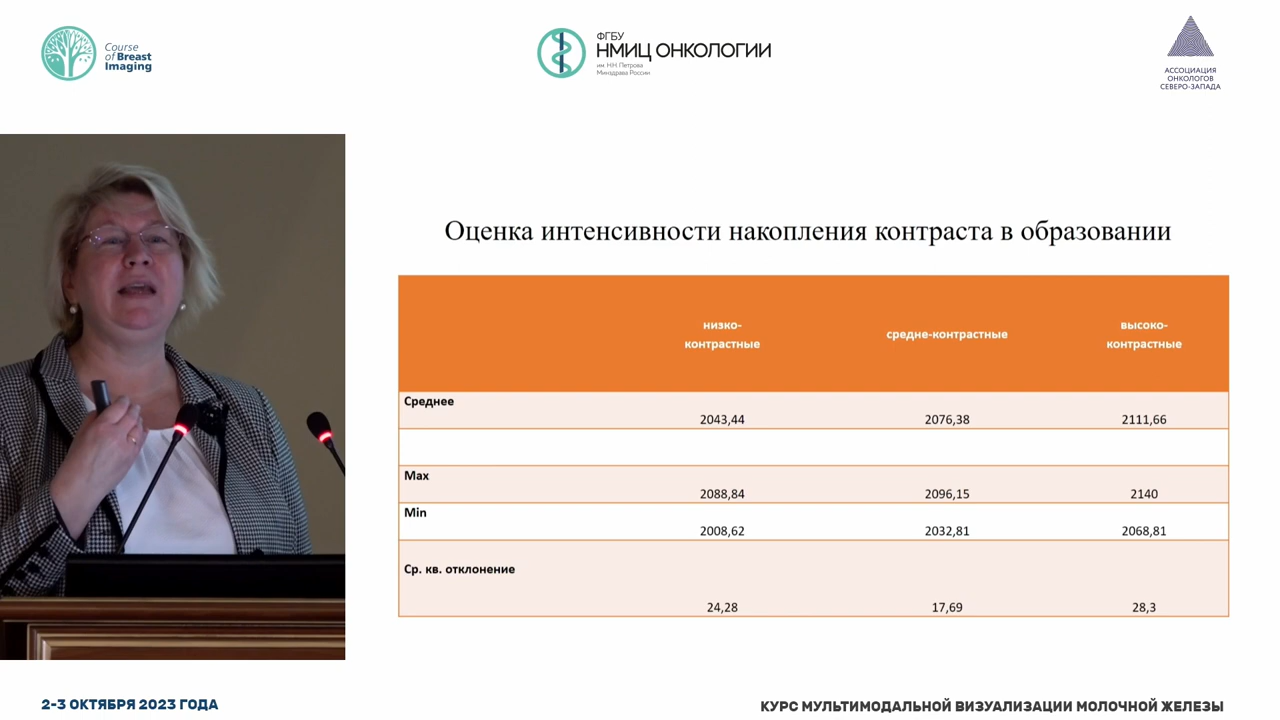 Course
of Breast
Imaging
ФГБУ
НМИЦ ОНКОЛОГИИ
им. Н.Н. Петрова
Минздрава России
АССОЦИАЦИЯ
ОНКОЛОГОВ
СЕВЕРО-ЗАПАДА
Оценка интенсивности накопления контраста в образовании
низко-
контрастные
средне-контрастные
высоко-
контрастные
Среднее
2043,44 2076,38 2111,66
Max
2088,84 2096,15 2140
Min
2008,62 2032,81 2068,81
Ср. кв. отклонение
24,28 17,69 28,3
2-3 ОКТЯБРЯ 2023 ГОДА
КУРС МУЛЬТИМОДАЛЬНОЙ ВИЗУАЛИЗАЦИИ МОЛОЧНОЙ ЖЕЛЕЗЫ